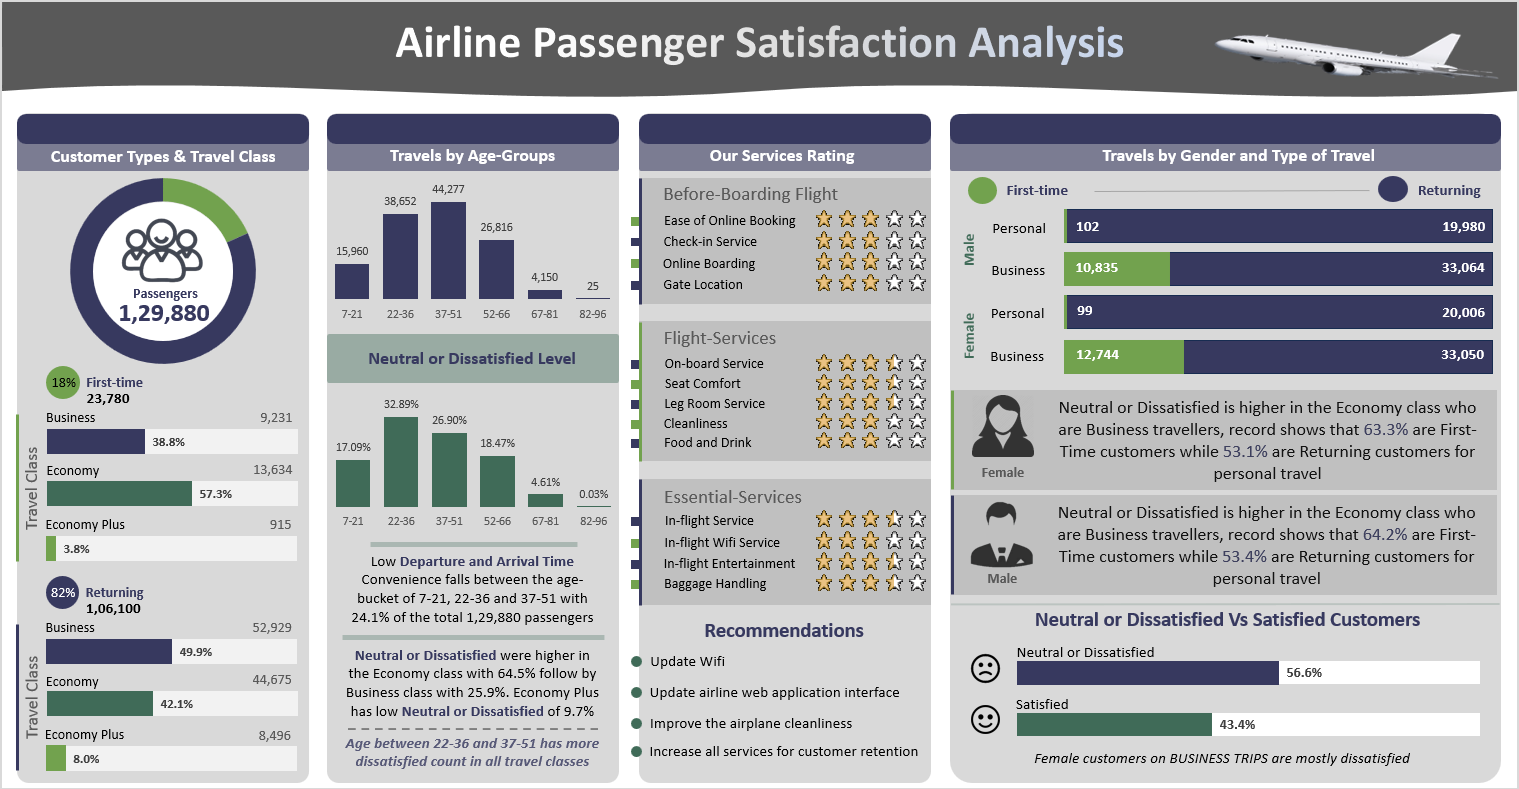 Airline Passenger Satisfaction Analysis
Customer Types & Travel Class
Passengers
1,29,880
18%
First-time
23,780
Travel Class
Business
9,231
38.8%
Economy
13,634
57.3%
Economy Plus
915
3.8%
82%
Returning
1,06,100
Travel Class
Business
52,929
49.9%
Economy
44,675
42.1%
Economy Plus
8,496
8.0%
Travels by Age-Groups
15,960
38,652
44,277
26,816
4,150
25
7-21
22-36
37-51
52-66
67-81
82-96
Neutral or Dissatisfied Level
17.09%
32.89%
26.90%
18.47%
4.61%
0.03%
7-21
22-36
37-51
52-66
67-81
82-96
Low Departure and Arrival Time
Convenience falls between the age-
bucket of 7-21, 22-36 and 37-51 with
24.1% of the total 1,29,880 passengers
Neutral or Dissatisfied were higher in
the Economy class with 64.5% follow by
Business class with 25.9%. Economy Plus
has low Neutral or Dissatisfied of 9.7%
Age between 22-36 and 37-51 has more
dissatisfied count in all travel classes
Our Services Rating
Before-Boarding Flight
Ease of Online Booking
Check-in Service
Online Boarding
Gate Location
Flight-Services
On-board Service
Seat Comfort
Leg Room Service
Cleanliness
Food and Drink
Essential-Services
In-flight Service
In-flight Wifi Service
In-flight Entertainment
Baggage Handling
Recommendations
Update Wifi
Update airline web application interface
Improve the airplane cleanliness
Increase all services for customer retention
Travels by Gender and Type of Travel
First-time
Returning
Male
Personal
102
19,980
Business
10,835
33,064
Female
Personal
99
20,006
Business
12,744
33,050
Female
Neutral or Dissatisfied is higher in the Economy class who
are Business travellers, record shows that 63.3% are First-
Time customers while 53.1% are Returning customers for
personal travel
Male
Neutral or Dissatisfied is higher in the Economy class who
are Business travellers, record shows that 64.2% are First-
Time customers while 53.4% are Returning customers for
personal travel
Neutral or Dissatisfied Vs Satisfied Customers
Neutral or Dissatisfied
56.6%
Satisfied
43.4%
Female customers on BUSINESS TRIPS are mostly dissatisfied